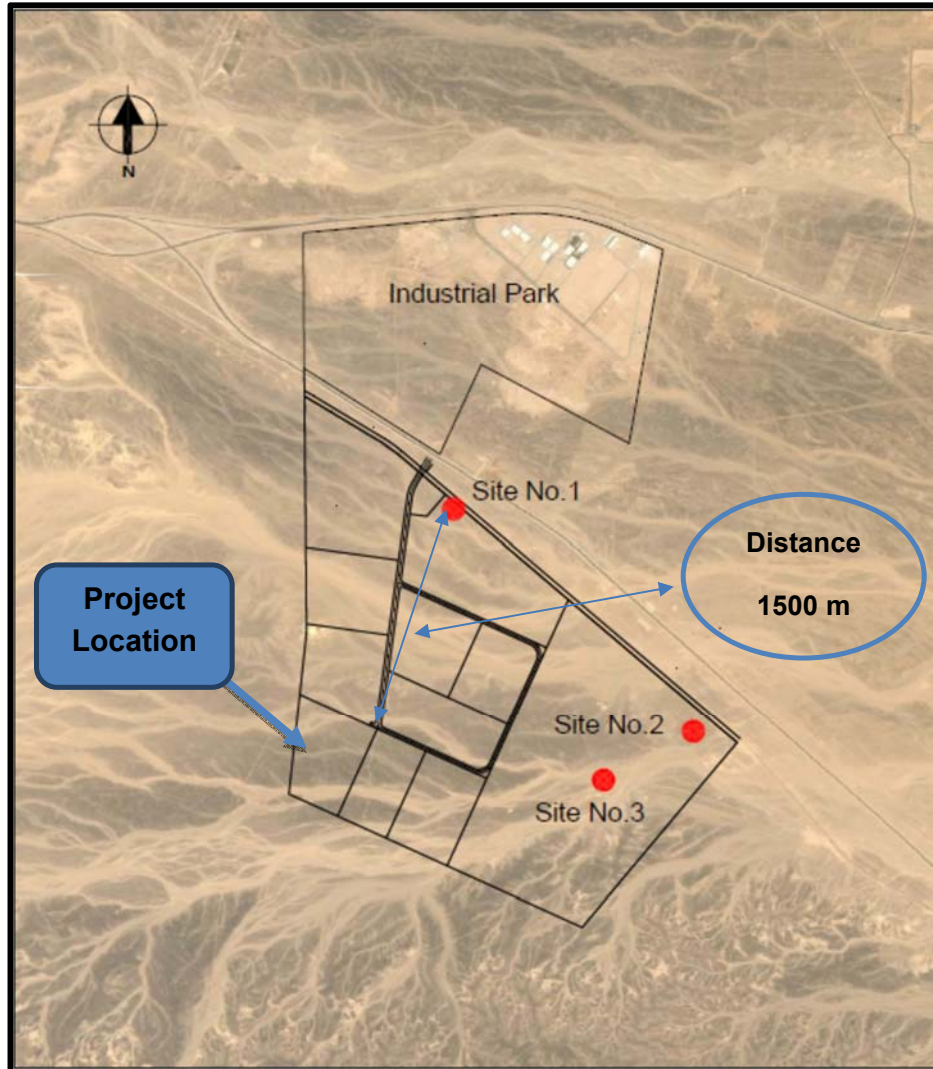 N
Industrial Park
Site No.1
Distance
1500 m
Project
Location
Site No.2
Site No.3